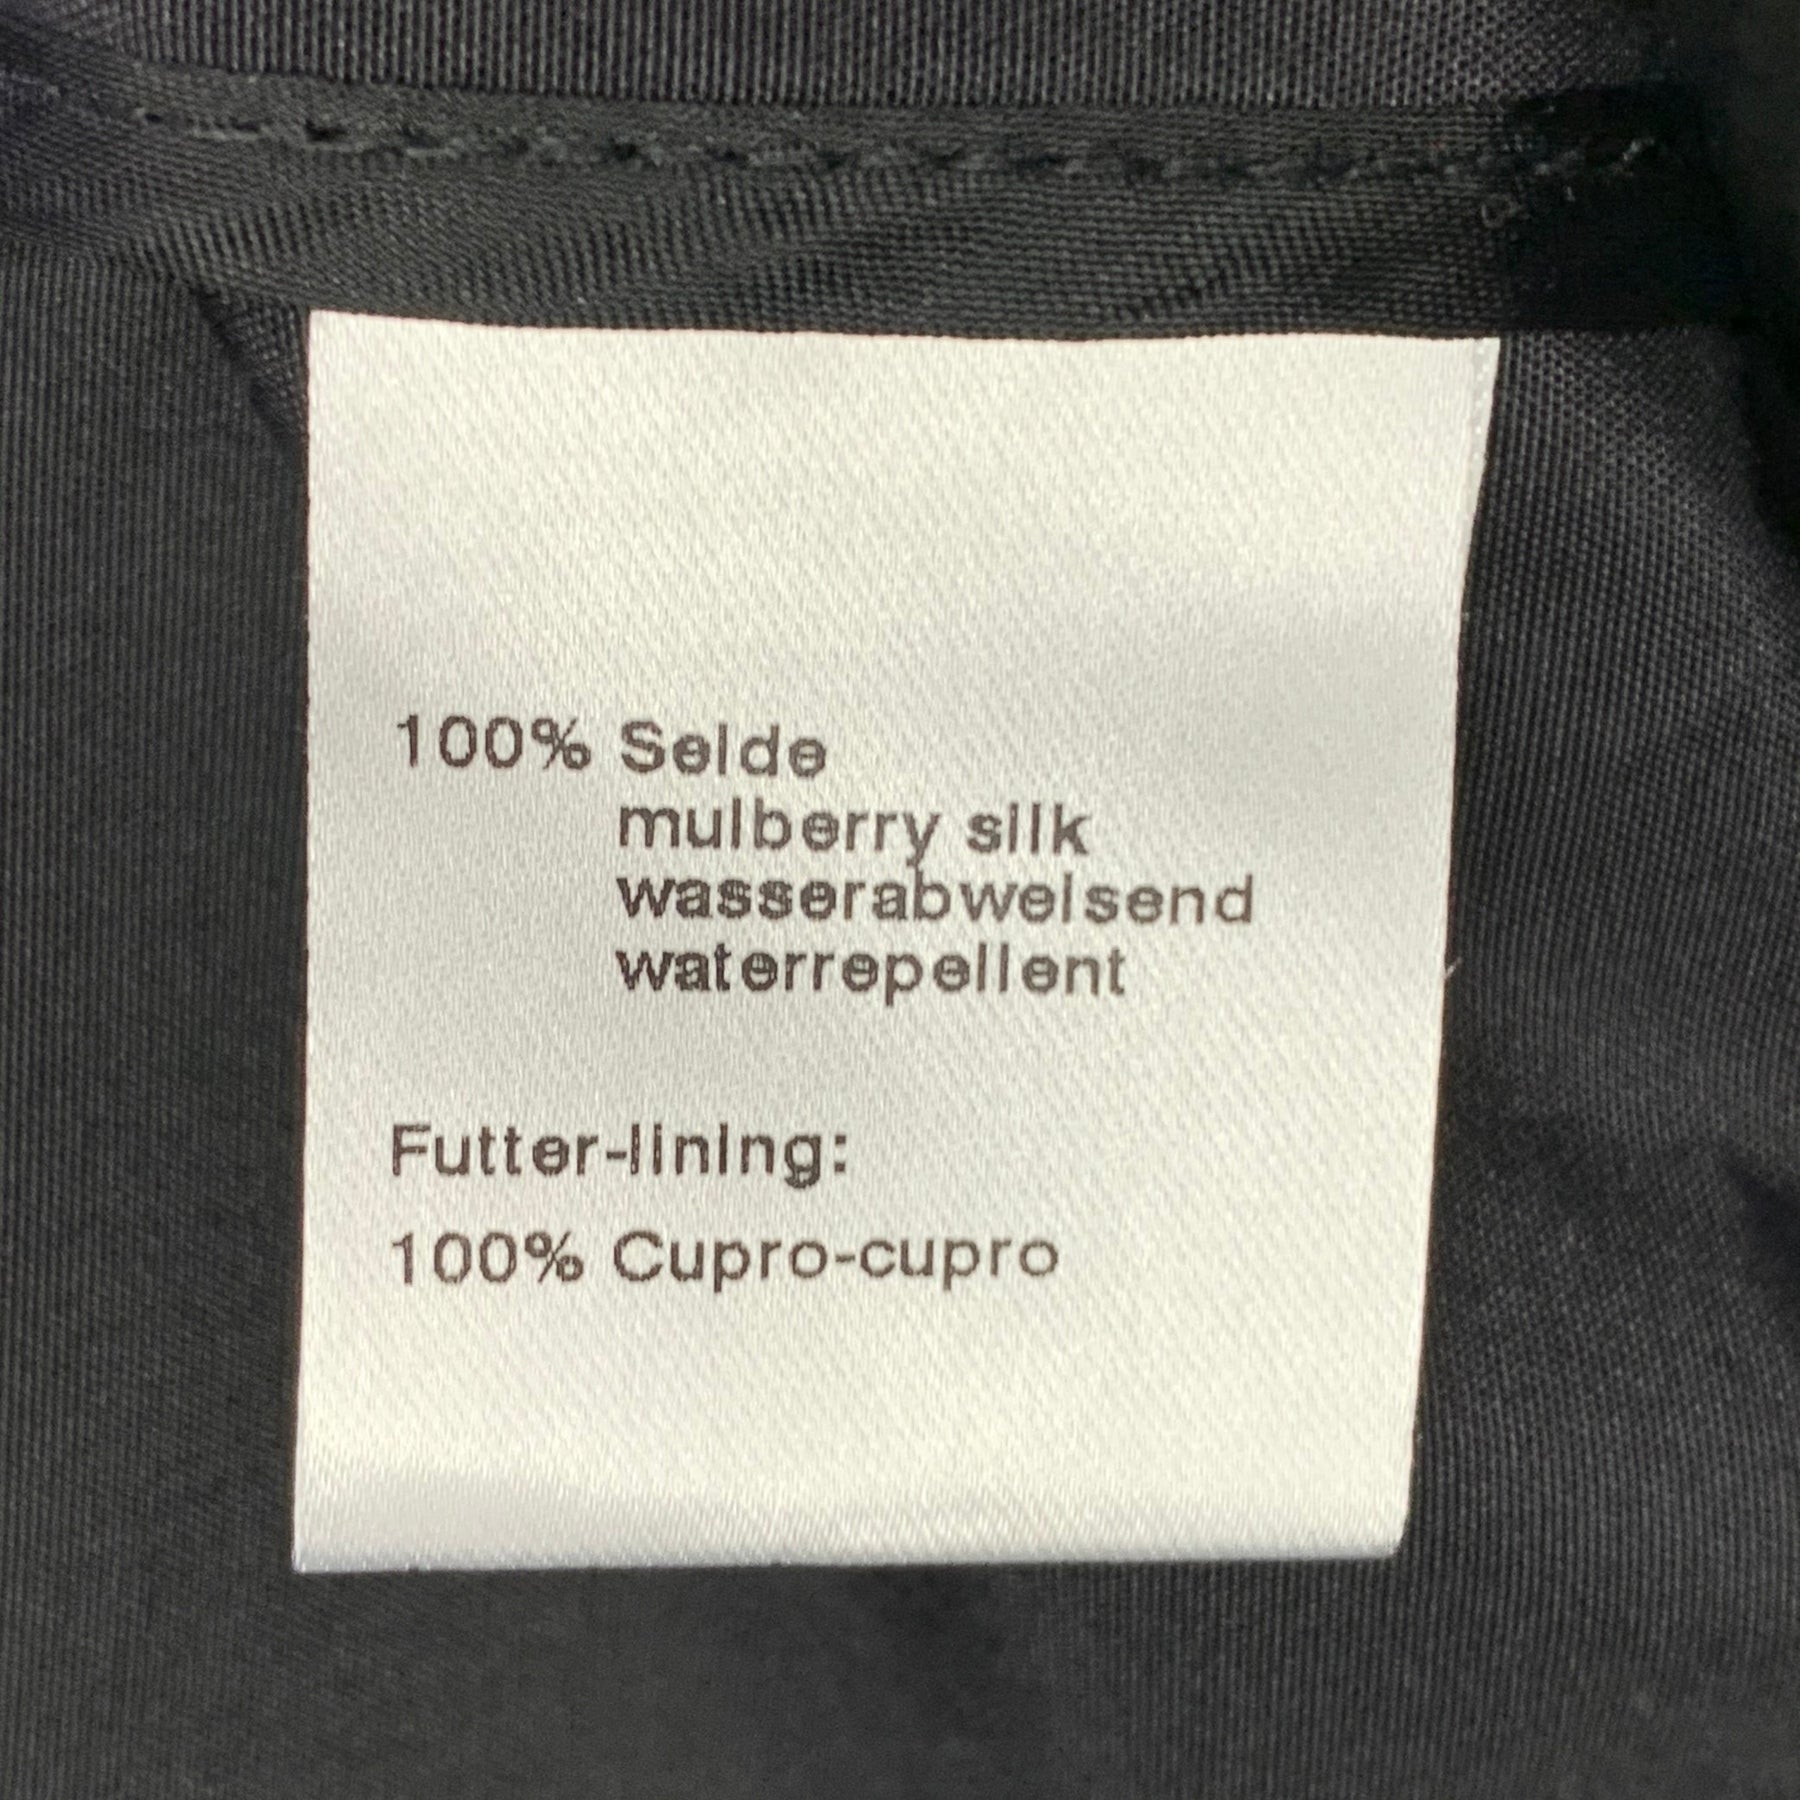 100% Seide
mulberry silk
wasserabweisend
waterrepellent
Futter-lining:
100% Cupro-cupro